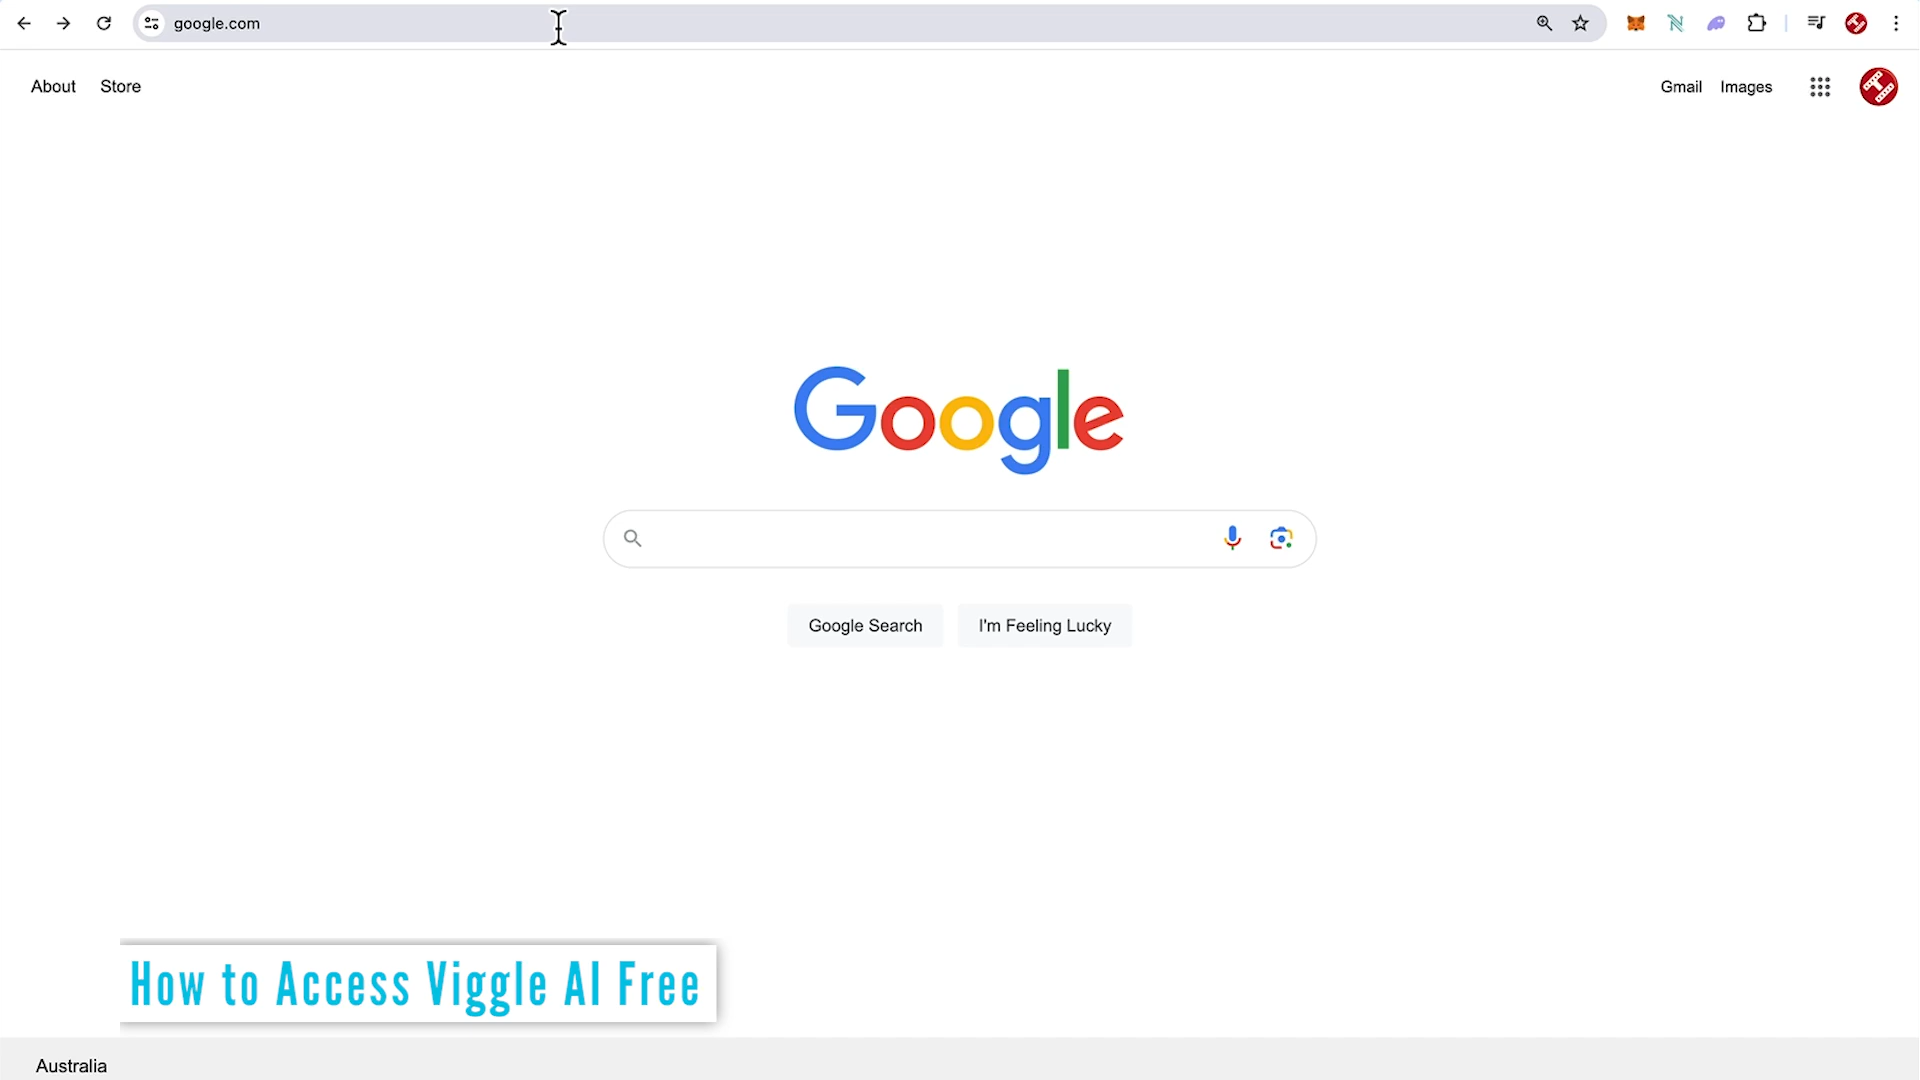 google.com
About Store
Gmail Images
Google
Google Search I'm Feeling Lucky
How to Access Viggle AI Free
Australia